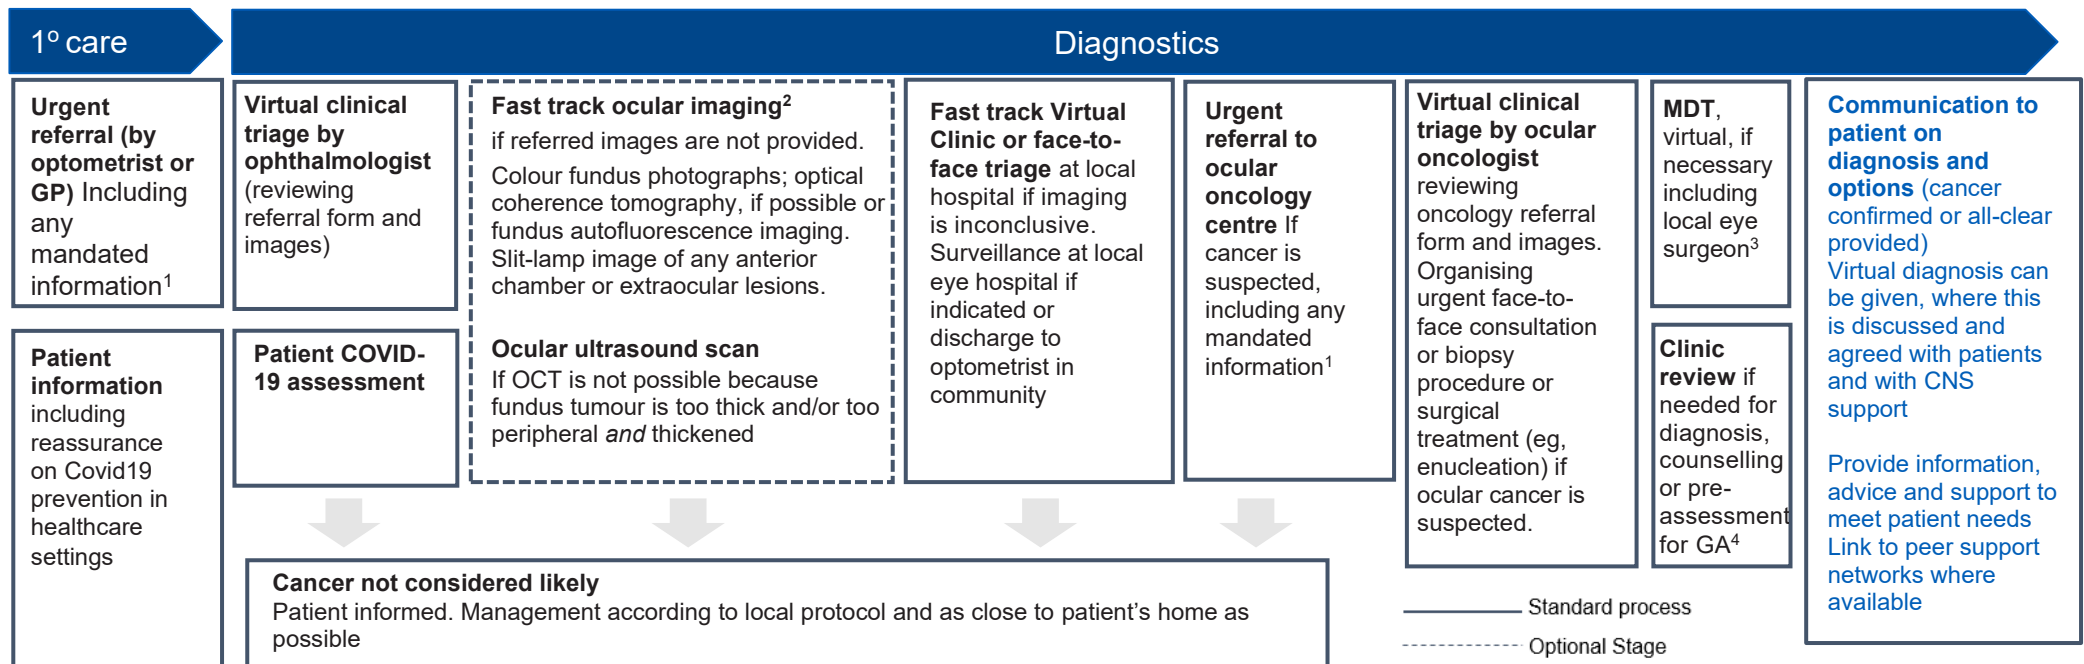 1º care
Diagnostics
Urgent
referral (by
optometrist or
GP) Including
any
mandated
information1
Patient
information
including
reassurance
on Covid19
prevention in
healthcare
settings
Virtual clinical
triage by
ophthalmologist
(reviewing
referral form and
images)
Patient COVID-
19 assessment
Fast track ocular imaging2
if referred images are not provided.
Colour fundus photographs; optical
coherence tomography, if possible or
fundus autofluorescence imaging.
Slit-lamp image of any anterior
chamber or extraocular lesions.
Ocular ultrasound scan
If OCT is not possible because
fundus tumour is too thick and/or too
peripheral and thickened
Fast track Virtual
Clinic or face-to-
face triage at local
hospital if imaging
is inconclusive.
Surveillance at local
eye hospital if
indicated or
discharge to
optometrist in
community
Urgent
referral to
ocular
oncology
centre If
cancer is
suspected,
including any
mandated
information1
Virtual clinical
triage by ocular
oncologist
reviewing
oncology referral
form and images.
Organising
urgent face-to-
face consultation
or biopsy
procedure or
surgical
treatment (eg,
enucleation) if
ocular cancer is
suspected.
MDT,
virtual, if
necessary
including
local eye
surgeon3
Clinic
review if
needed for
diagnosis,
counselling
or pre-
assessment
for GA4
Communication to
patient on
diagnosis and
options (cancer
confirmed or all-clear
provided)
Virtual diagnosis can
be given, where this
is discussed and
agreed with patients
and with CNS
support
Provide information,
advice and support to
meet patient needs
Link to peer support
networks where
available
Cancer not considered likely
Patient informed. Management according to local protocol and as close to patient's home as
possible
Standard process
Optional Stage